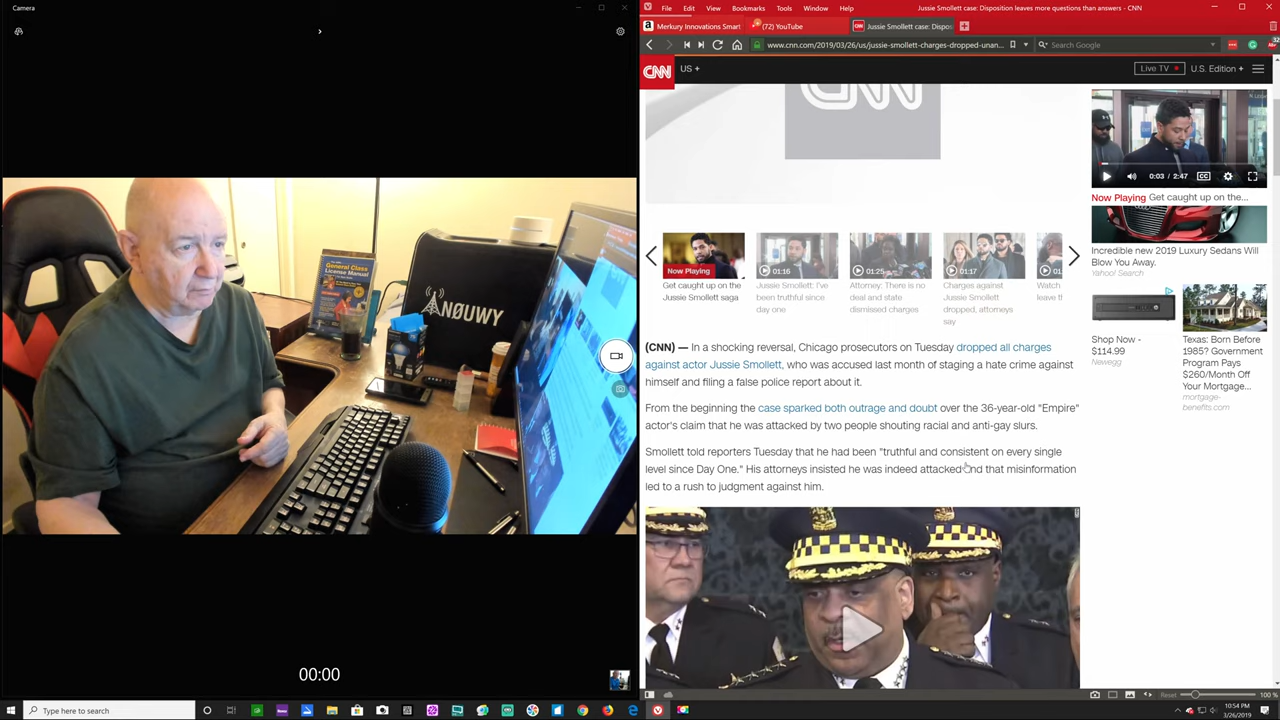 Camera
General Class
License Manual
NØUWY
00:00
Type here to search
File Edit View Bookmarks Tools Window Help
Jussie Smollett case: Disposition leaves more questions than answers - CNN
Merkury Innovations Smar
(72) YouTube
Jussie Smollett case: Dispos
www.cnn.com/2019/03/26/us/jussie-smollett-charges-dropped-unan...
Search Google
CNN
US +
Live TV
U.S. Edition +
CNN
0:03 / 2:47
CC
Now Playing Get caught up on the...
Incredible new 2019 Luxury Sedans Will
Blow You Away.
Yahoo! Search
Shop Now -
$114.99
Newegg
Texas: Born Before
1985? Government
Program Pays
$260/Month Off
Your Mortgage...
mortgage-
benefits.com
Now Playing
Get caught up on the
Jussie Smollett saga
01:16
Jussie Smollett: I've
been truthful since
day one
01:25
Attorney: There is no
deal and state
dismissed charges
01:17
Charges against
Jussie Smollett
dropped, attorneys
say
01
Watch
leave th
(CNN) — In a shocking reversal, Chicago prosecutors on Tuesday dropped all charges
against actor Jussie Smollett, who was accused last month of staging a hate crime against
himself and filing a false police report about it.
From the beginning the case sparked both outrage and doubt over the 36-year-old "Empire"
actor's claim that he was attacked by two people shouting racial and anti-gay slurs.
Smollett told reporters Tuesday that he had been "truthful and consistent on every single
level since Day One." His attorneys insisted he was indeed attacked and that misinformation
led to a rush to judgment against him.
Reset
100 %
10:54 PM
3/26/2019